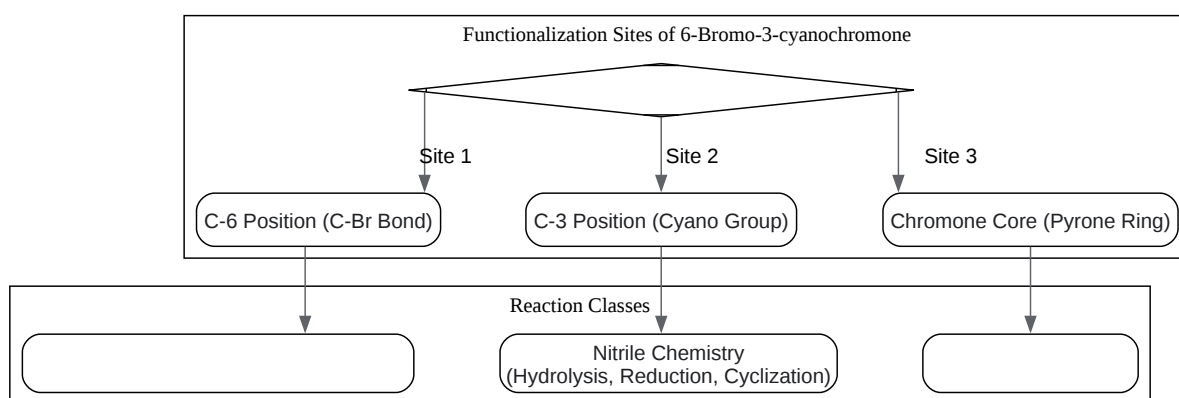 Functionalization Sites of 6-Bromo-3-cyanochromone
Site 1
Site 2
Site 3
C-6 Position (C-Br Bond)
C-3 Position (Cyano Group)
Chromone Core (Pyrone Ring)
Reaction Classes
Nitrile Chemistry
(Hydrolysis, Reduction, Cyclization)